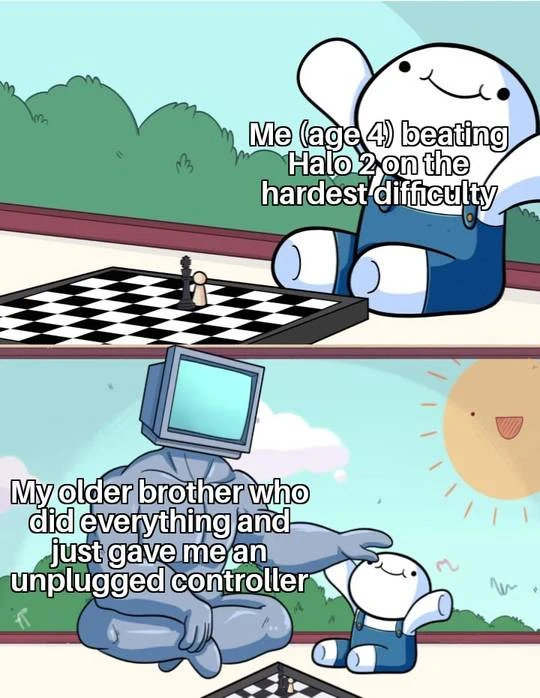 Me (age 4) beating
Halo 2 on the
hardest difficulty
My older brother who
did everything and
just gave me an
unplugged controller